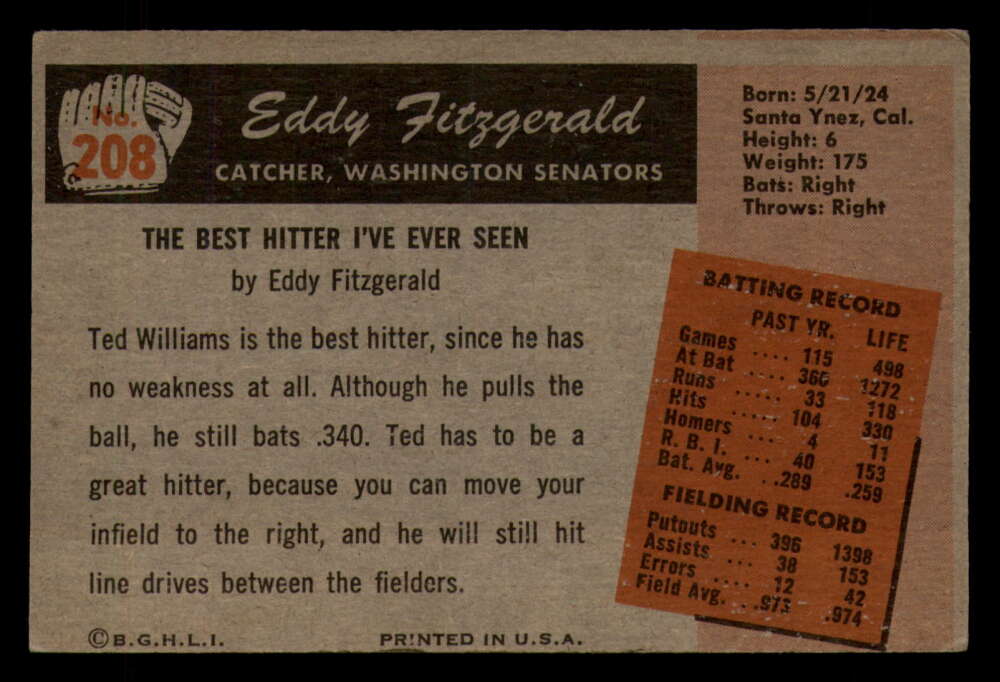 No.
208
Eddy Fitzgerald
CATCHER, WASHINGTON SENATORS
THE BEST HITTER I'VE EVER SEEN
by Eddy Fitzgerald
Ted Williams is the best hitter, since he has
no weakness at all. Although he pulls the
ball, he still bats .340. Ted has to be a
great hitter, because you can move your
infield to the right, and he will still hit
line drives between the fielders.
©B.G.H.L.I. PRINTED IN U.S.A.
Born: 5/21/24
Santa Ynez, Cal.
Height: 6
Weight: 175
Bats: Right
Throws: Right
BATTING RECORD
PAST YR. LIFE
Games .... 115 498
At Bat .... 366 1272
Runs ..... 33 118
Hits ..... 104 330
Homers .... 4 11
R. B. I. ... 40 153
Bat. Avg. . .289 .259
FIELDING RECORD
Putouts ... 396 1398
Assists ... 38 153
Errors .... 12 42
Field Avg. . .973 .974